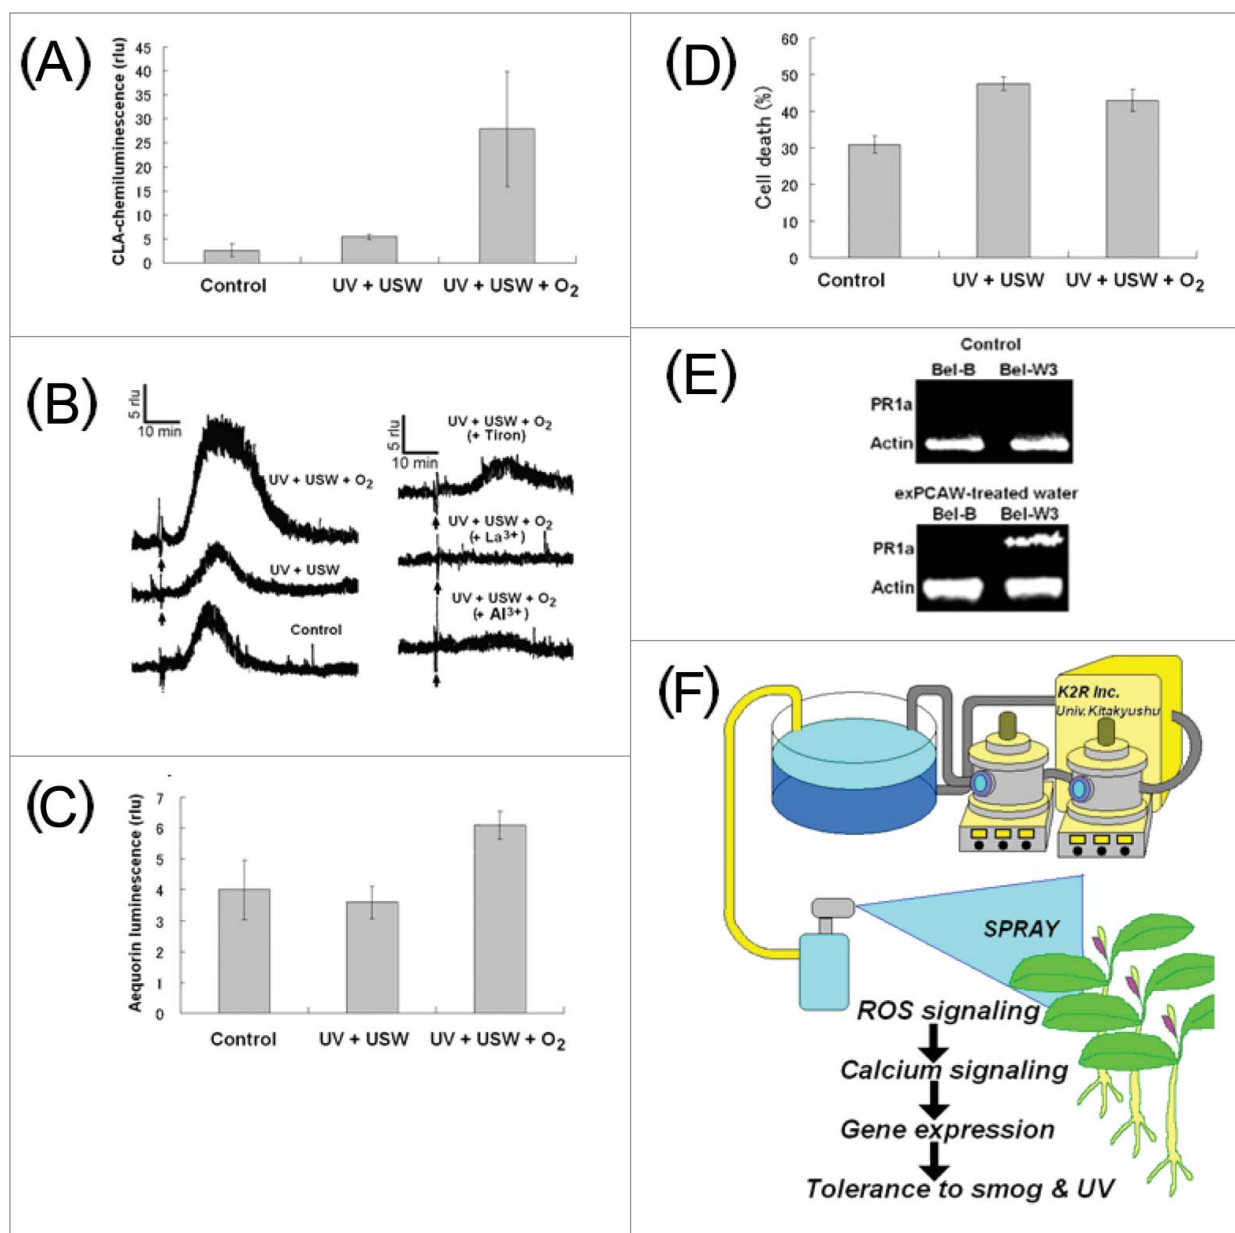 (A)
CLA-chemiluminescence (rlu)
45
40
35
30
25
20
15
10
5
0
Control
UV + USW
UV + USW + O2
(B)
5 rlu
10 min
UV + USW + O2
UV + USW
Control
5 rlu
10 min
UV + USW + O2
(+ Tiron)
UV + USW + O2
(+ La3+)
UV + USW + O2
(+ Al3+)
(C)
Aequorin luminescence (rlu)
7
6
5
4
3
2
1
0
Control
UV + USW
UV + USW + O2
(D)
Cell death (%)
60
50
40
30
20
10
0
Control
UV + USW
UV + USW + O2
(E)
Control
Bel-B Bel-W3
PR1a
Actin
exPCAW-treated water
Bel-B Bel-W3
PR1a
Actin
(F)
K2R Inc.
Univ.Kitakyushu
SPRAY
ROS signaling
Calcium signaling
Gene expression
Tolerance to smog & UV